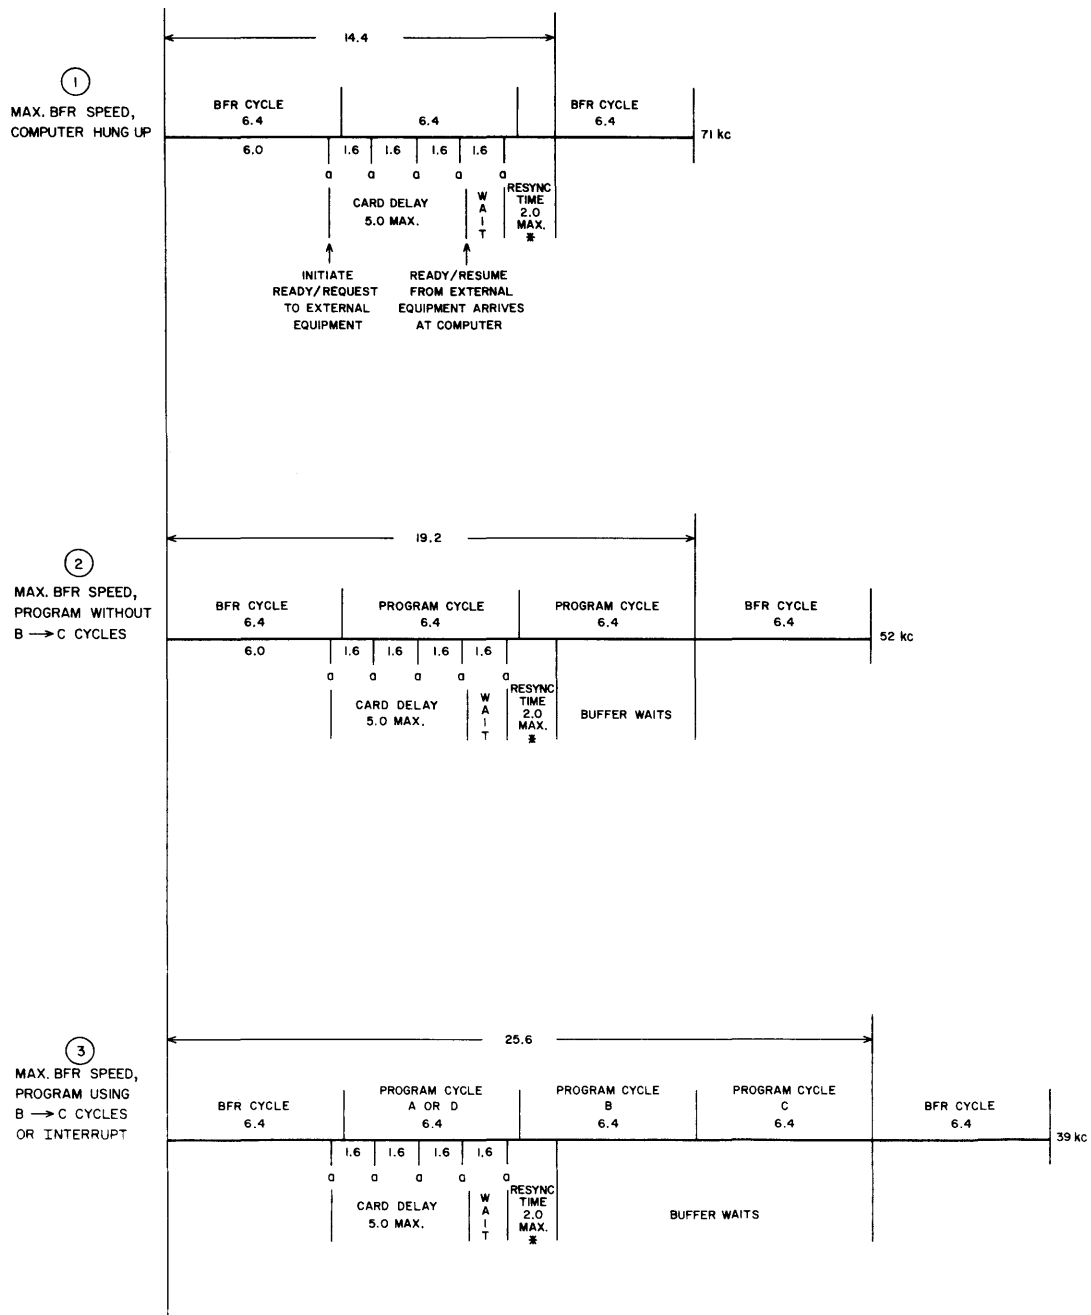 14.4
1
MAX. BFR SPEED,
COMPUTER HUNG UP
BFR CYCLE
6.4
6.4
BFR CYCLE
6.4
71 kc
6.0
1.6
1.6
1.6
1.6
a
a
a
a
a
CARD DELAY
5.0 MAX.
WAIT
RESYNC
TIME
2.0
MAX.
*
INITIATE
READY/REQUEST
TO EXTERNAL
EQUIPMENT
READY/RESUME
FROM EXTERNAL
EQUIPMENT ARRIVES
AT COMPUTER
19.2
2
MAX. BFR SPEED,
PROGRAM WITHOUT
B → C CYCLES
BFR CYCLE
6.4
PROGRAM CYCLE
6.4
PROGRAM CYCLE
6.4
BFR CYCLE
6.4
52 kc
6.0
1.6
1.6
1.6
1.6
a
a
a
a
a
CARD DELAY
5.0 MAX.
WAIT
RESYNC
TIME
2.0
MAX.
*
BUFFER WAITS
25.6
3
MAX. BFR SPEED,
PROGRAM USING
B → C CYCLES
OR INTERRUPT
BFR CYCLE
6.4
PROGRAM CYCLE
A OR D
6.4
PROGRAM CYCLE
B
6.4
PROGRAM CYCLE
C
6.4
BFR CYCLE
6.4
39 kc
1.6
1.6
1.6
1.6
a
a
a
a
a
CARD DELAY
5.0 MAX.
WAIT
RESYNC
TIME
2.0
MAX.
*
BUFFER WAITS